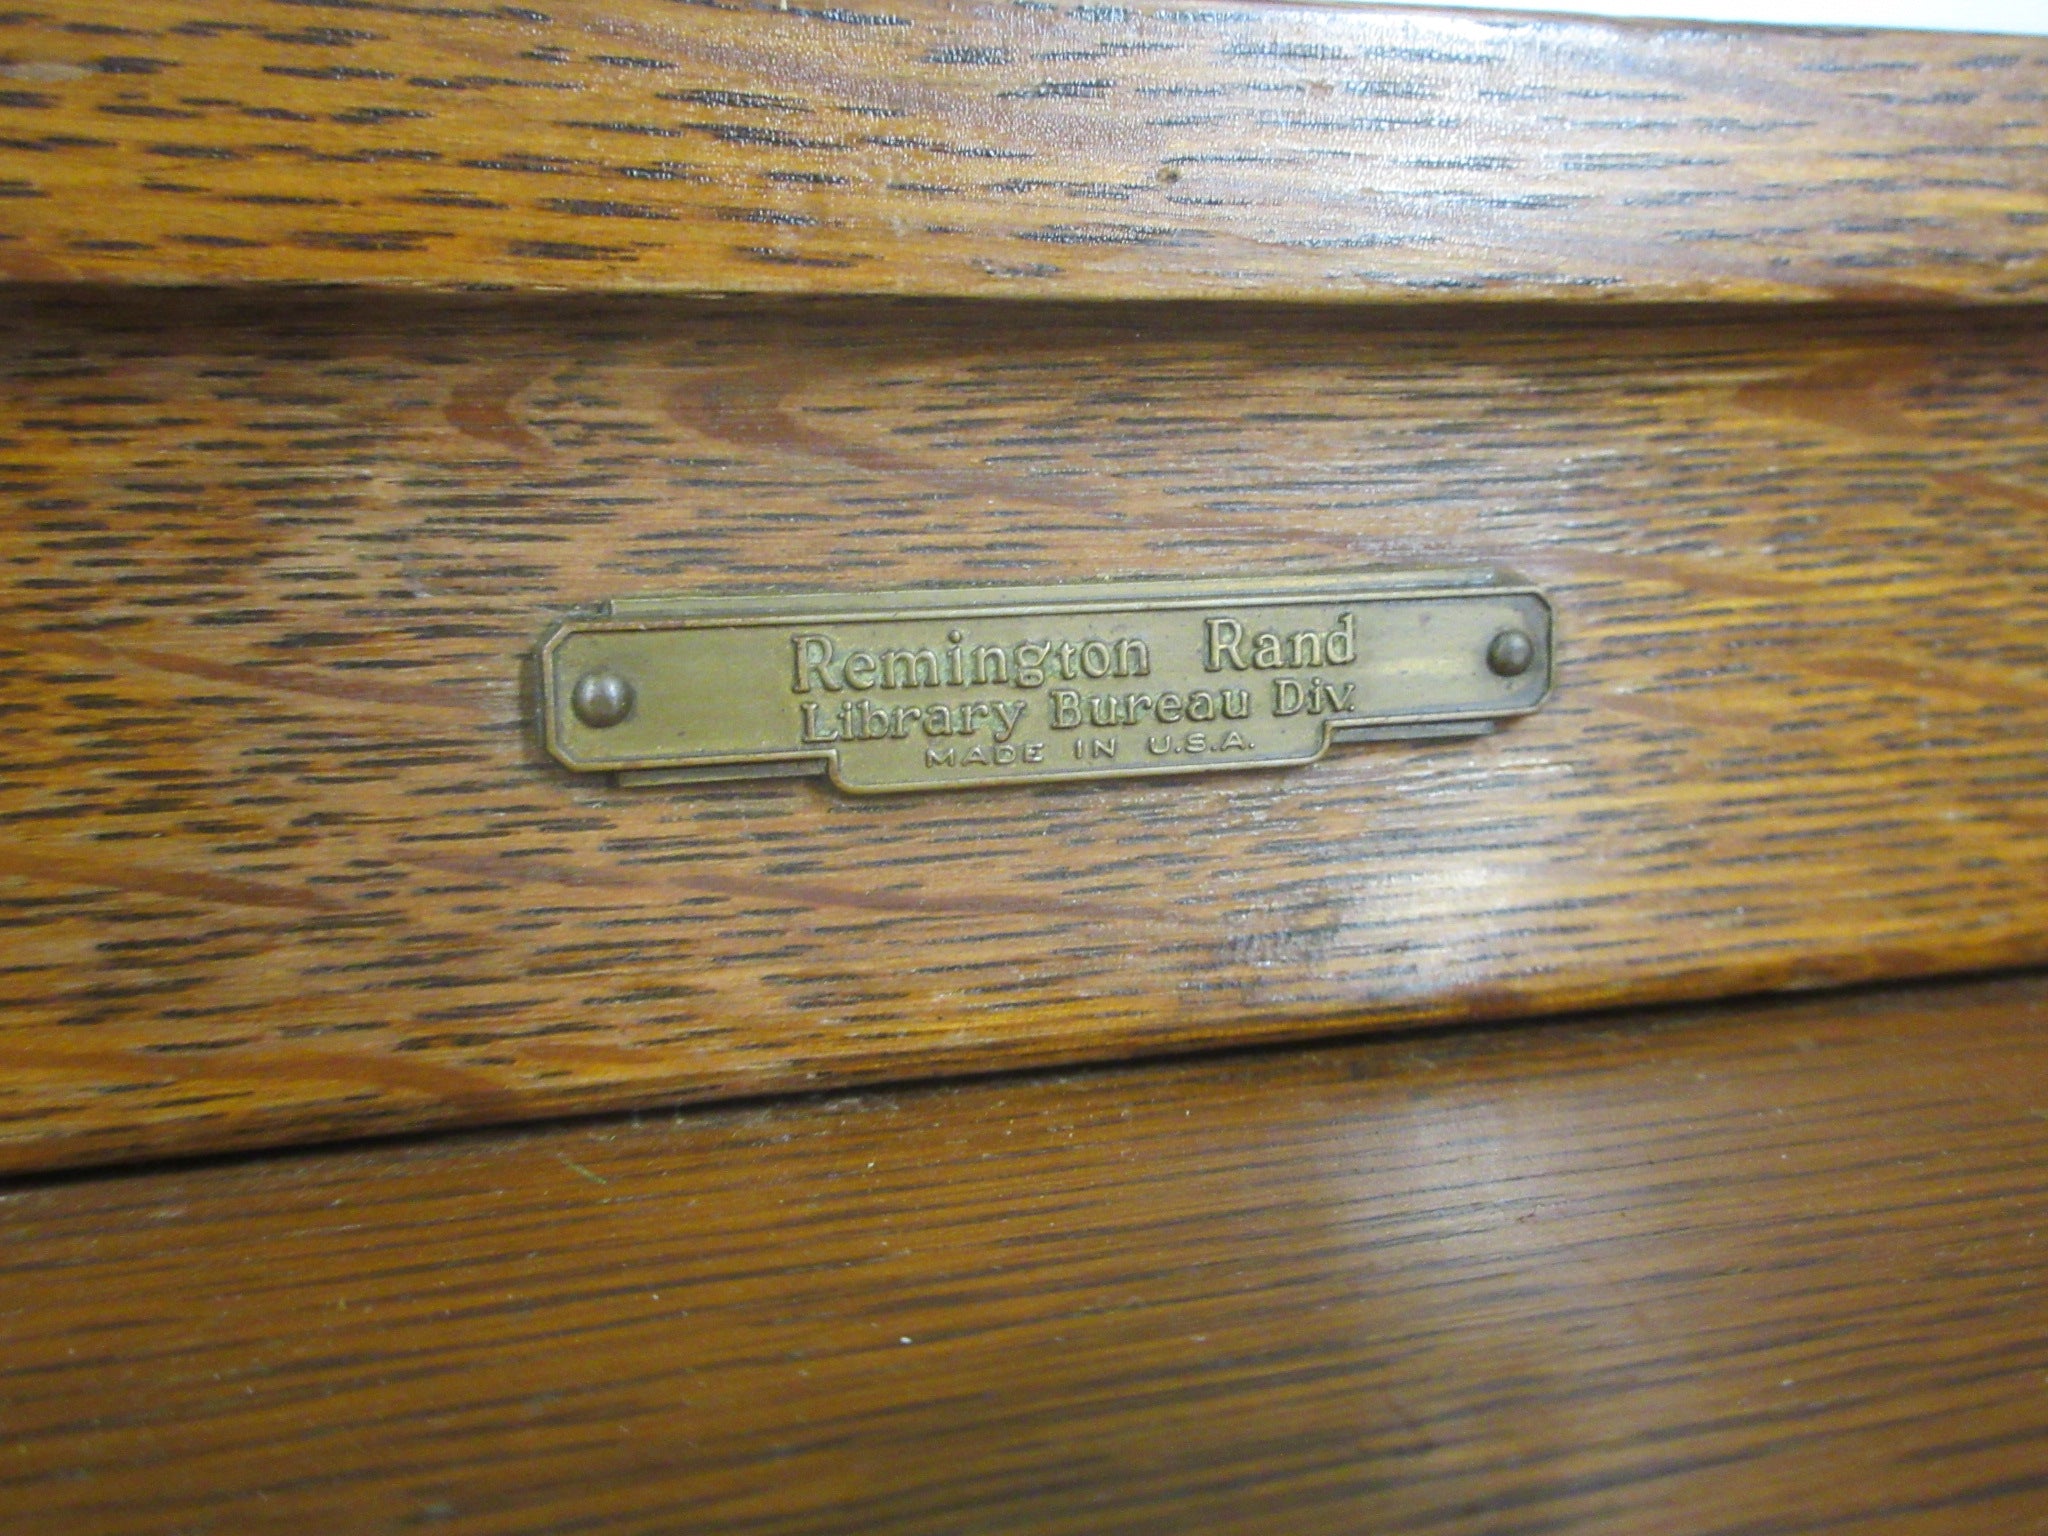 Remington Rand
Library Bureau Div.
MADE IN U.S.A.